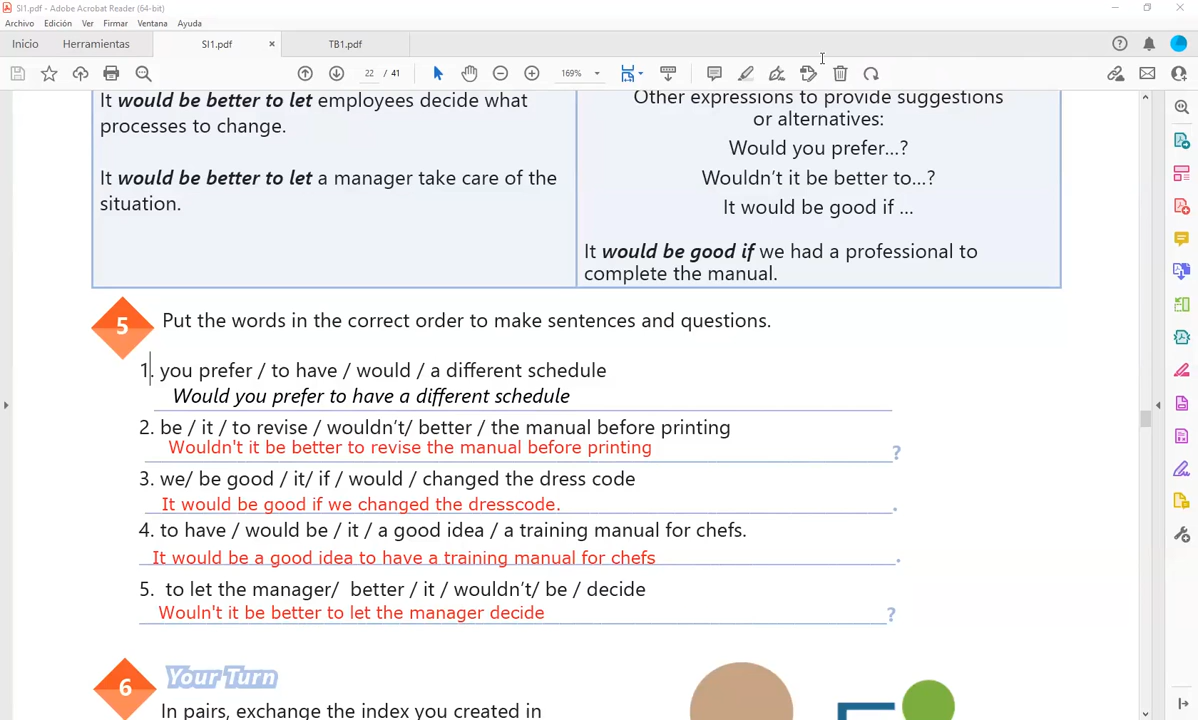 SI1.pdf - Adobe Acrobat Reader (64-bit)
Archivo Edición Ver Firmar Ventana Ayuda
Inicio Herramientas SI1.pdf × TB1.pdf
22 / 41 169%
It would be better to let employees decide what
processes to change.
It would be better to let a manager take care of the
situation.
Other expressions to provide suggestions
or alternatives:
Would you prefer...?
Wouldn't it be better to...?
It would be good if ...
It would be good if we had a professional to
complete the manual.
5 Put the words in the correct order to make sentences and questions.
1. you prefer / to have / would / a different schedule
Would you prefer to have a different schedule
2. be / it / to revise / wouldn't/ better / the manual before printing
Wouldn't it be better to revise the manual before printing
?
3. we/ be good / it/ if / would / changed the dress code
It would be good if we changed the dresscode.
.
4. to have / would be / it / a good idea / a training manual for chefs.
It would be a good idea to have a training manual for chefs
.
5. to let the manager/ better / it / wouldn't/ be / decide
Wouln't it be better to let the manager decide
?
6 Your Turn
In pairs, exchange the index you created in